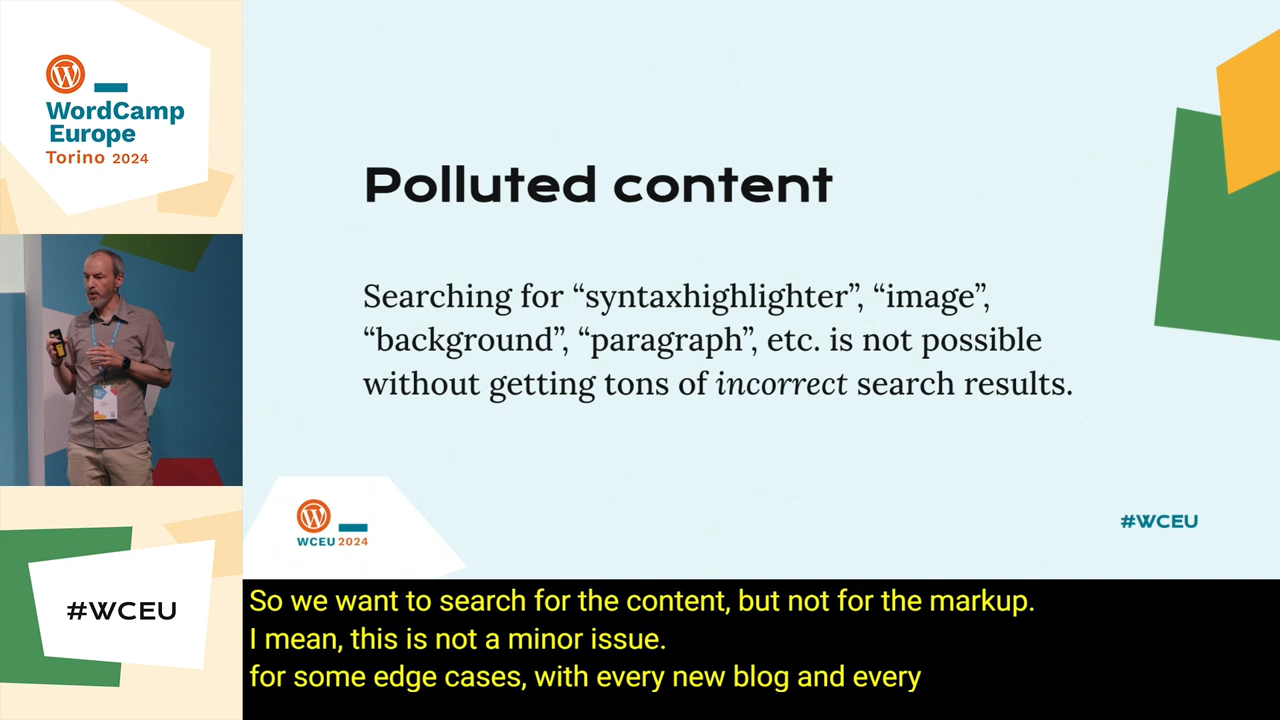 WordCamp
Europe
Torino 2024
Polluted content
Searching for “syntaxhighlighter”, “image”,
“background”, “paragraph”, etc. is not possible
without getting tons of incorrect search results.
WCEU 2024
#WCEU
#WCEU
So we want to search for the content, but not for the markup.
I mean, this is not a minor issue.
for some edge cases, with every new blog and every